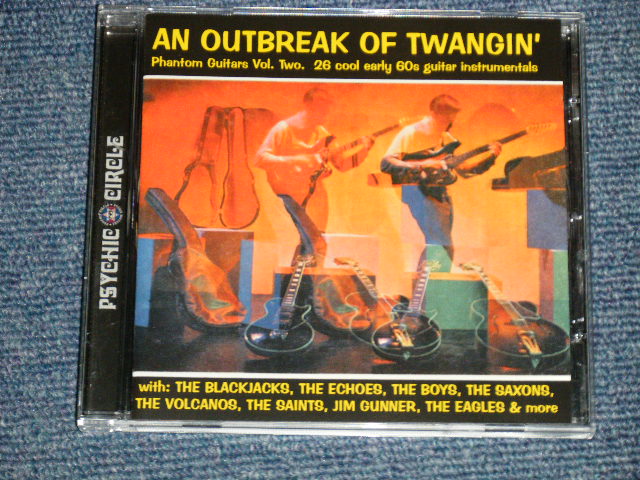 AN OUTBREAK OF TWANGIN'
Phantom Guitars Vol. Two. 26 cool early 60s guitar instrumentals
PSYCHIC CIRCLE
with: THE BLACKJACKS, THE ECHOES, THE BOYS, THE SAXONS,
THE VOLCANOS, THE SAINTS, JIM GUNNER, THE EAGLES & more